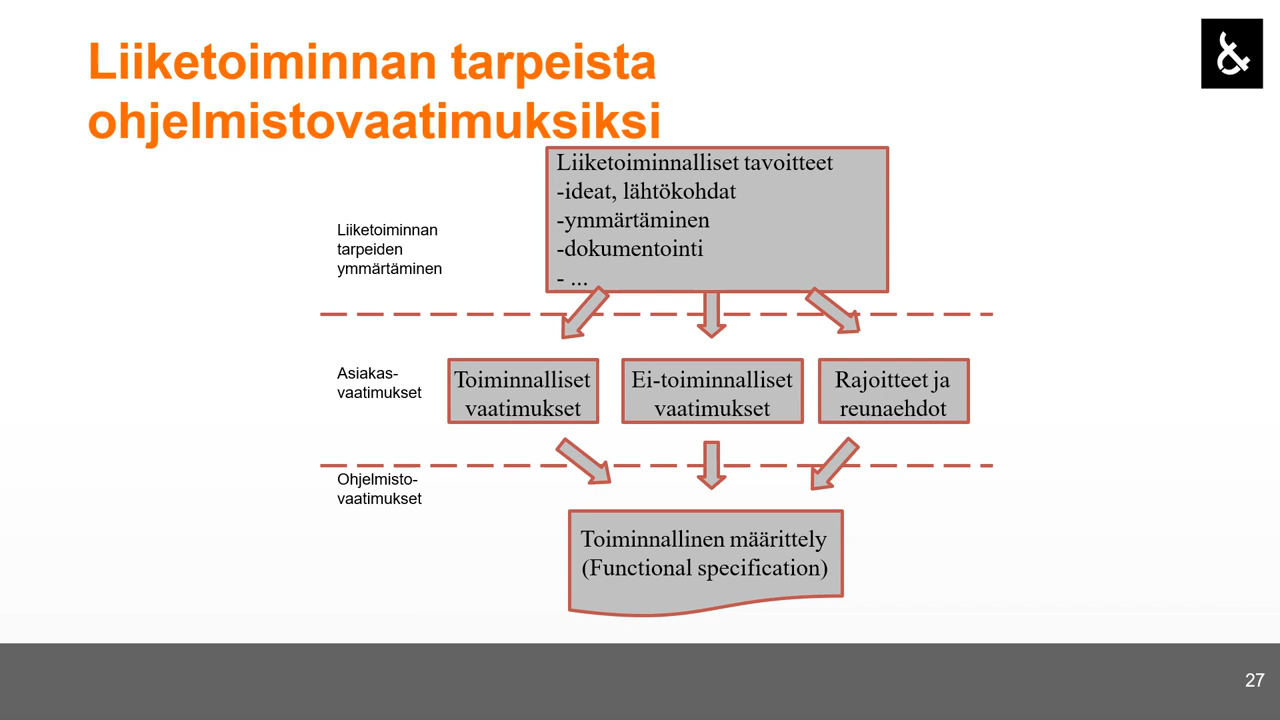 Liiketoiminnan tarpeista
ohjelmistovaatimuksiksi
&
Liiketoiminnalliset tavoitteet
-ideat, lähtökohdat
-ymmärtäminen
-dokumentointi
- ...
Liiketoiminnan
tarpeiden
ymmärtäminen
Asiakas-
vaatimukset
Toiminnalliset
vaatimukset
Ei-toiminnalliset
vaatimukset
Rajoitteet ja
reunaehdot
Ohjelmisto-
vaatimukset
Toiminnallinen määrittely
(Functional specification)
27